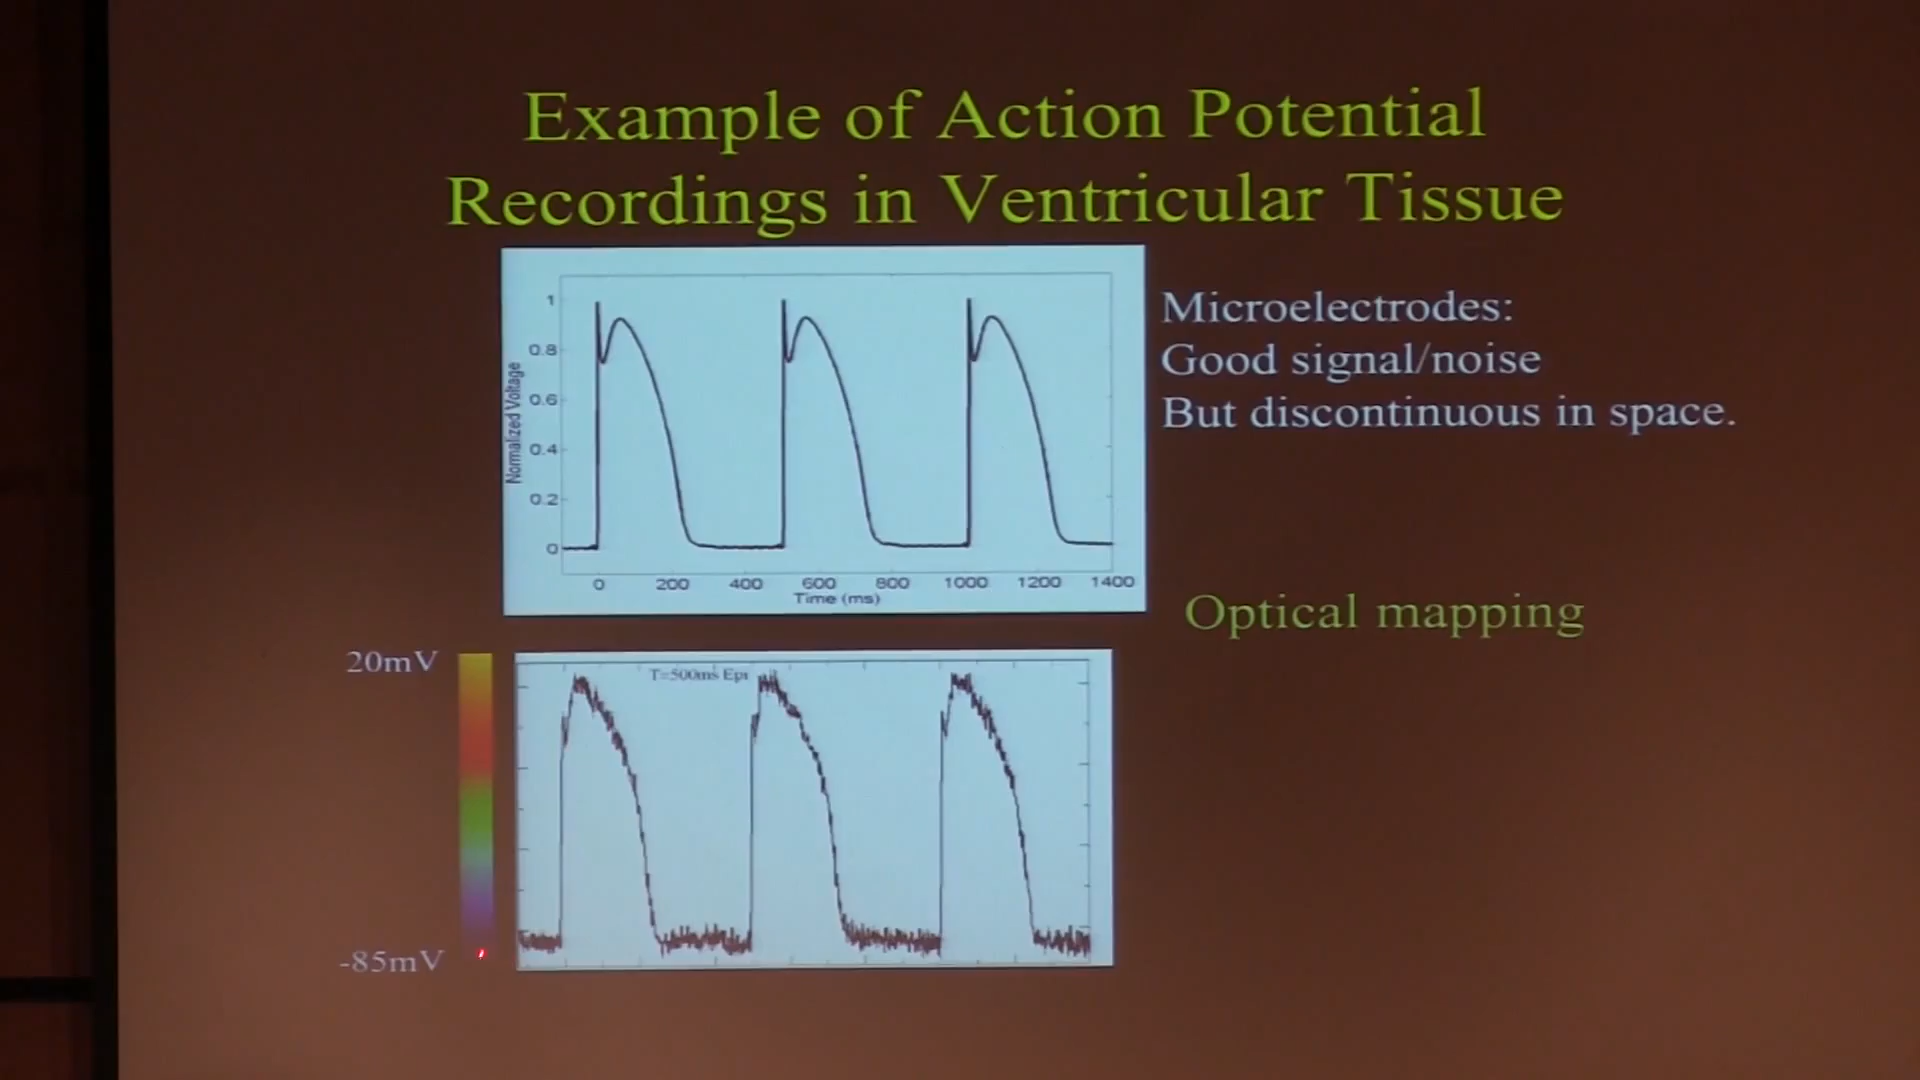 Example of Action Potential
Recordings in Ventricular Tissue
1
0.8
0.6
0.4
0.2
0
Normalized Voltage
0 200 400 600 800 1000 1200 1400
Time (ms)
Microelectrodes:
Good signal/noise
But discontinuous in space.
Optical mapping
20mV
-85mV
T=500ms Epi